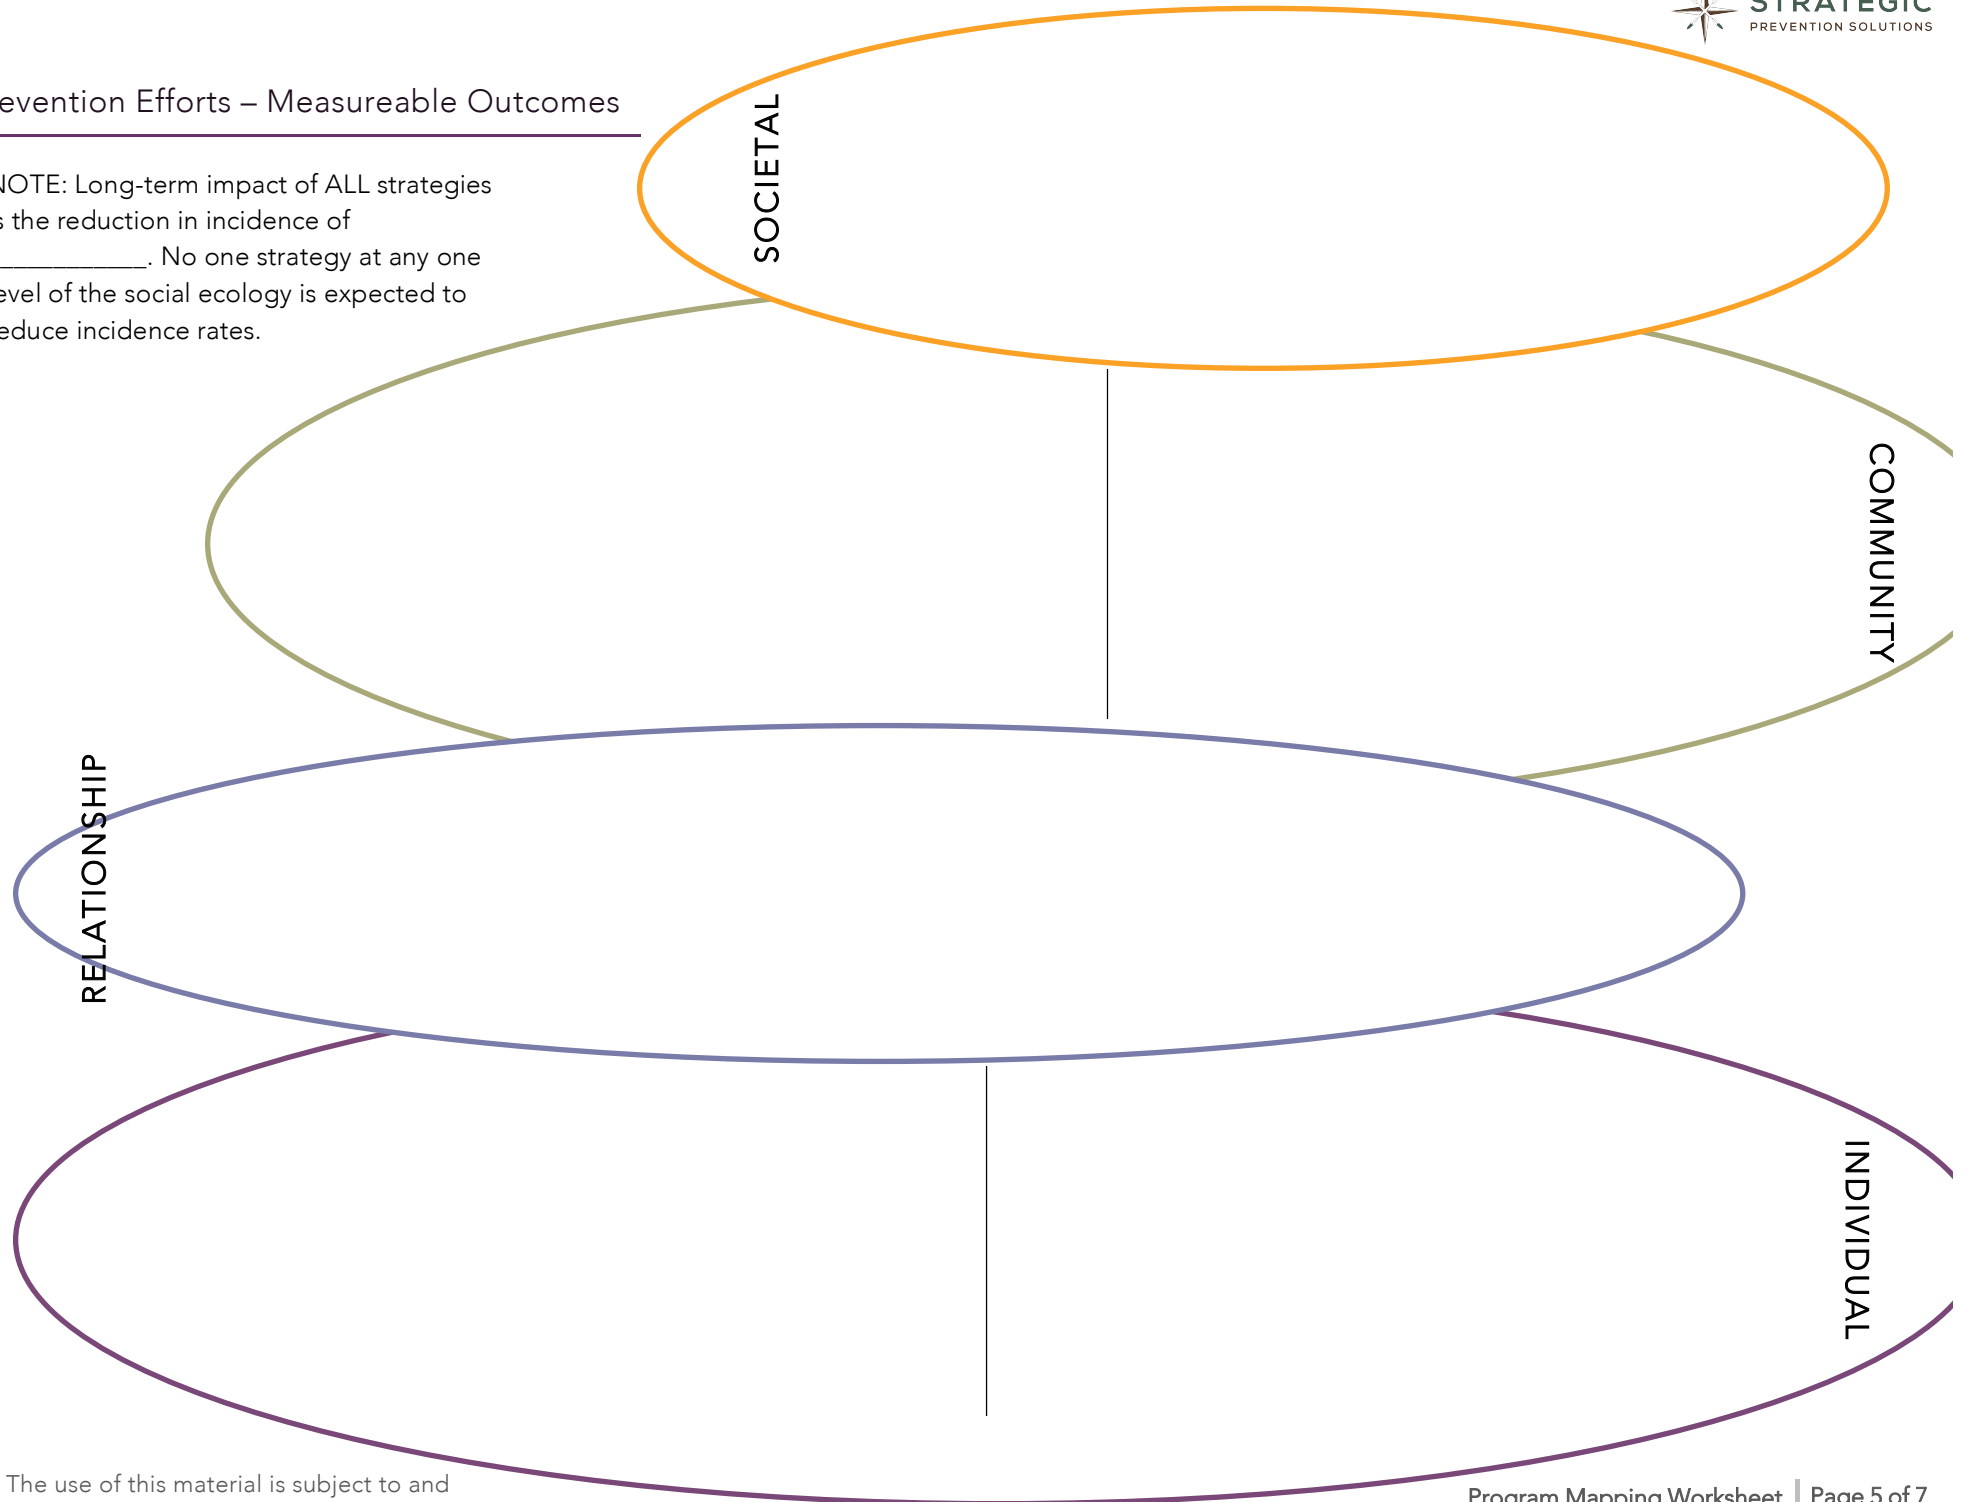 STRATEGIC
PREVENTION SOLUTIONS
evention Efforts – Measureable Outcomes
NOTE: Long-term impact of ALL strategies
s the reduction in incidence of
___________. No one strategy at any one
evel of the social ecology is expected to
educe incidence rates.
SOCIETAL
COMMUNITY
RELATIONSHIP
INDIVIDUAL
The use of this material is subject to and
Program Mapping Worksheet | Page 5 of 7